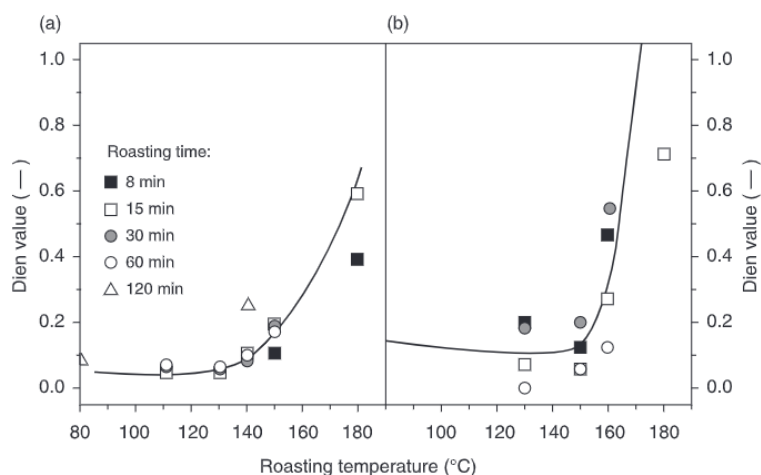 (a)
(b)
Dien value ( — )
1.0
0.8
0.6
0.4
0.2
0.0
Roasting time:
8 min
15 min
30 min
60 min
120 min
1.0
0.8
0.6
0.4
0.2
0.0
Dien value ( — )
80 100 120 140 160 180 100 120 140 160 180
Roasting temperature (°C)